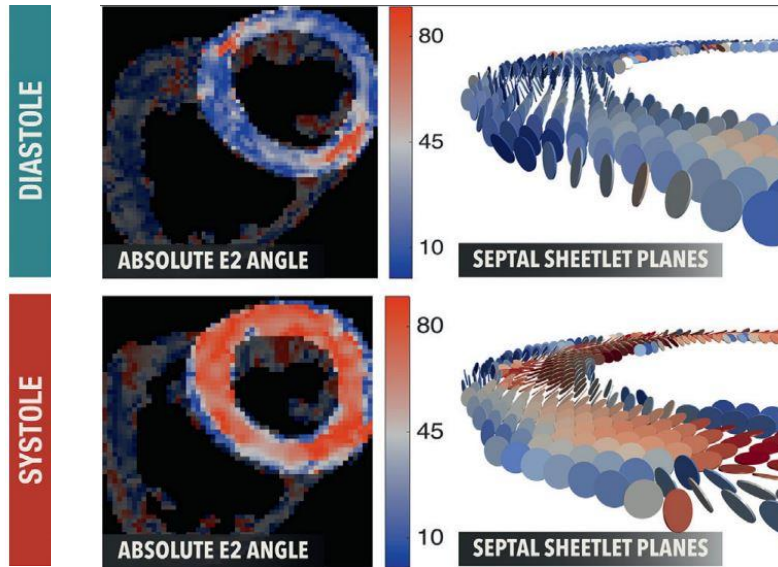 DIASTOLE
80
45
10
ABSOLUTE E2 ANGLE
SEPTAL SHEETLET PLANES
SYSTOLE
80
45
10
ABSOLUTE E2 ANGLE
SEPTAL SHEETLET PLANES